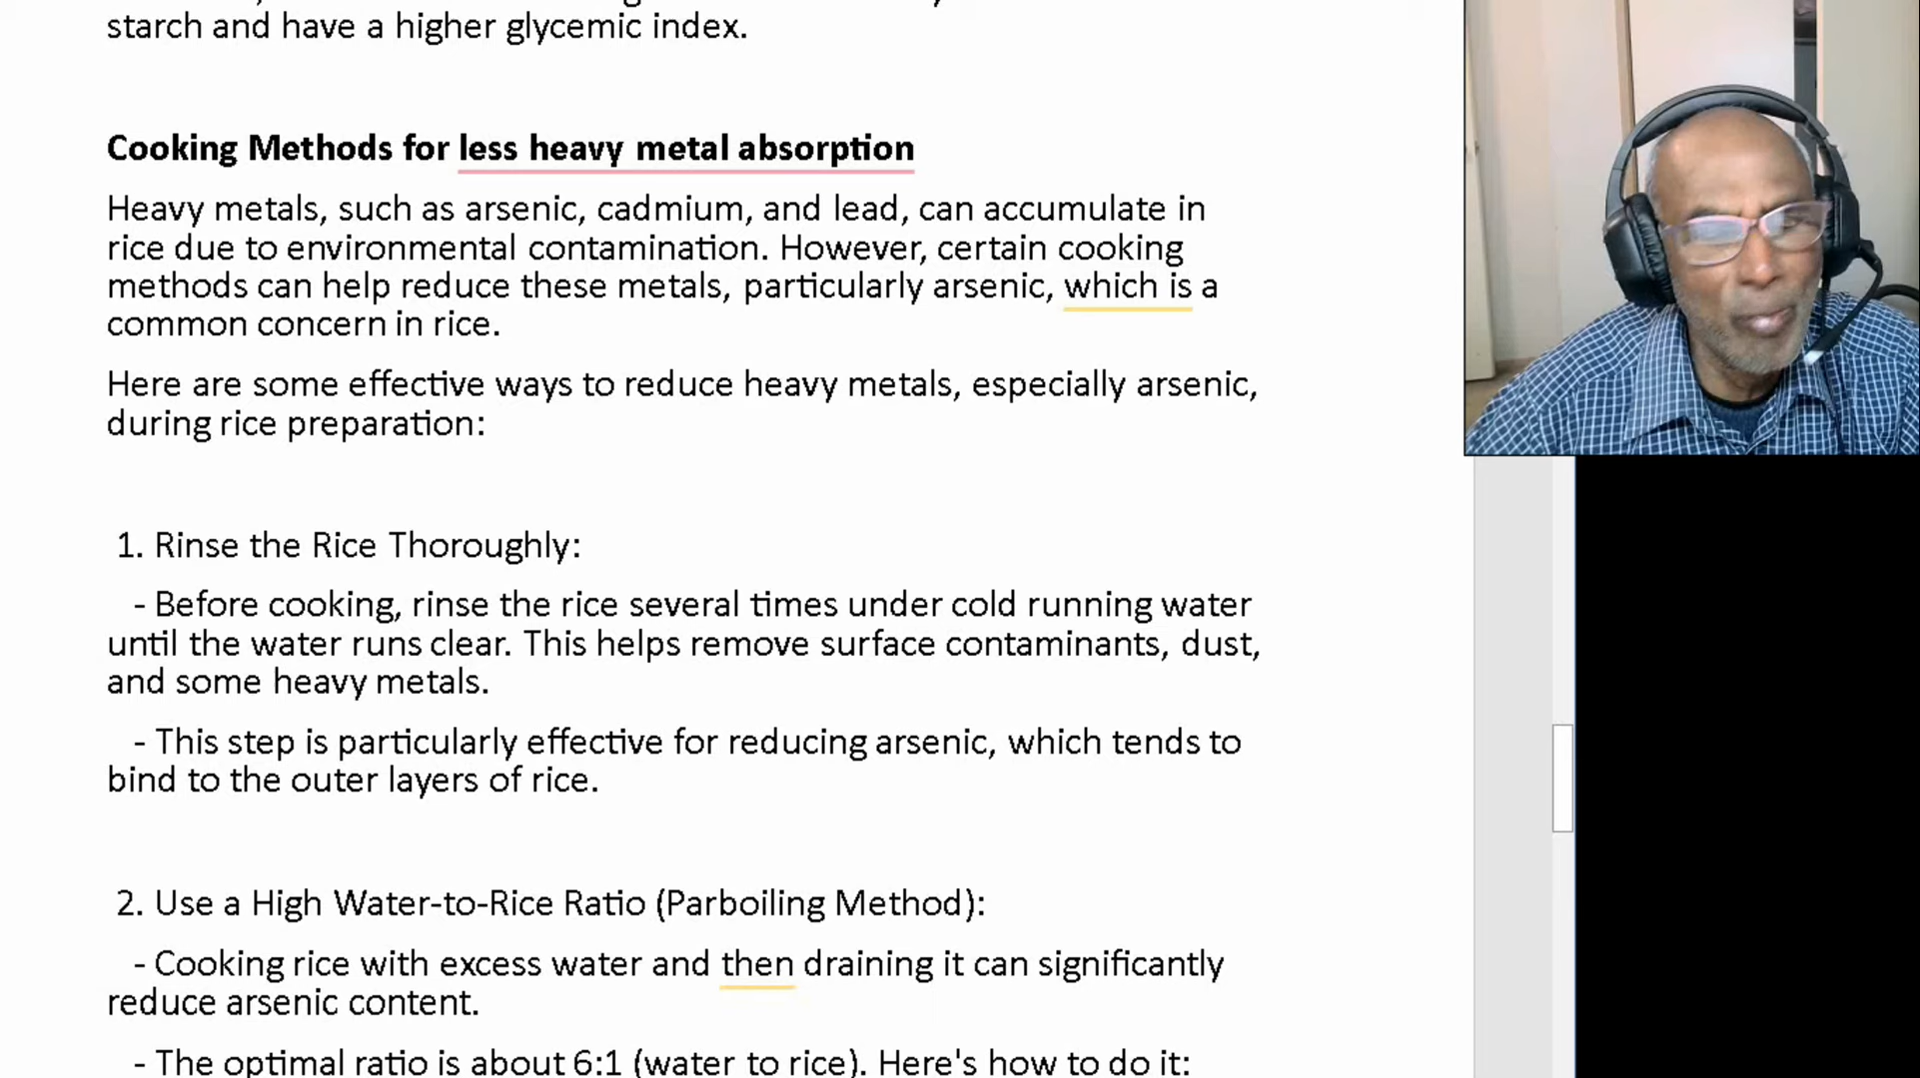 starch and have a higher glycemic index.
Cooking Methods for less heavy metal absorption
Heavy metals, such as arsenic, cadmium, and lead, can accumulate in
rice due to environmental contamination. However, certain cooking
methods can help reduce these metals, particularly arsenic, which is a
common concern in rice.
Here are some effective ways to reduce heavy metals, especially arsenic,
during rice preparation:
1. Rinse the Rice Thoroughly:
- Before cooking, rinse the rice several times under cold running water
until the water runs clear. This helps remove surface contaminants, dust,
and some heavy metals.
- This step is particularly effective for reducing arsenic, which tends to
bind to the outer layers of rice.
2. Use a High Water-to-Rice Ratio (Parboiling Method):
- Cooking rice with excess water and then draining it can significantly
reduce arsenic content.
- The optimal ratio is about 6:1 (water to rice). Here's how to do it: